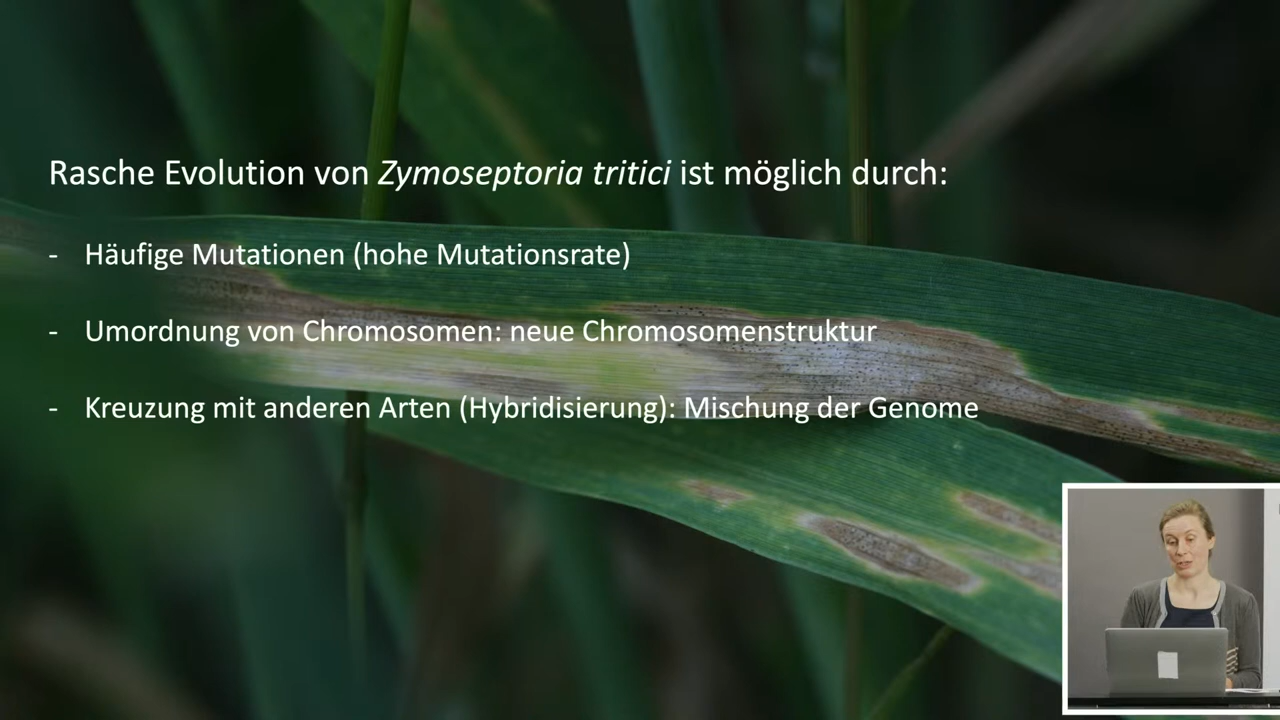 Rasche Evolution von Zymoseptoria tritici ist möglich durch:
- Häufige Mutationen (hohe Mutationsrate)
- Umordnung von Chromosomen: neue Chromosomenstruktur
- Kreuzung mit anderen Arten (Hybridisierung): Mischung der Genome